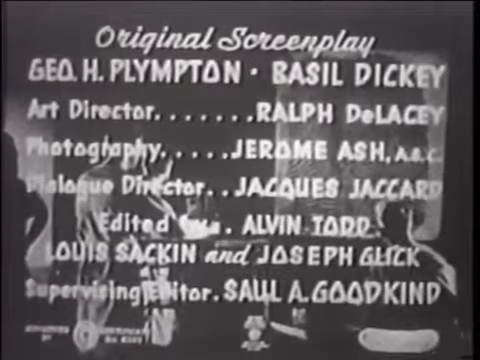 Original Screenplay
GEO. H. PLYMPTON · BASIL DICKEY
Art Director.......RALPH DeLACEY
Photography.....JEROME ASH, A.S.C.
Dialogue Director..JACQUES JACCARD
Edited . ALVIN TODD
LOUIS SACKIN and JOSEPH GLICK
Supervising Editor. SAUL A. GOODKIND